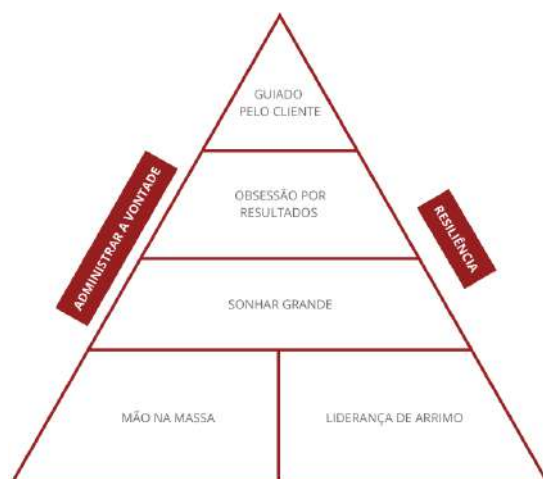 GUIADO
PELO CLIENTE
OBSESSÃO POR
RESULTADOS
ADMINISTRAR A VONTADE
RESILIÊNCIA
SONHAR GRANDE
MÃO NA MASSA
LIDERANÇA DE ARRIMO